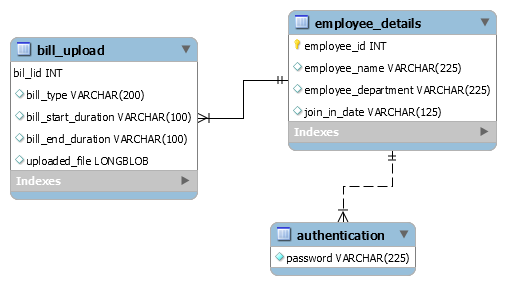 bill_upload
bil_lid INT
bill_type VARCHAR(200)
bill_start_duration VARCHAR(100)
bill_end_duration VARCHAR(100)
uploaded_file LONGBLOB
Indexes
employee_details
employee_id INT
employee_name VARCHAR(225)
employee_department VARCHAR(225)
join_in_date VARCHAR(125)
Indexes
authentication
password VARCHAR(225)